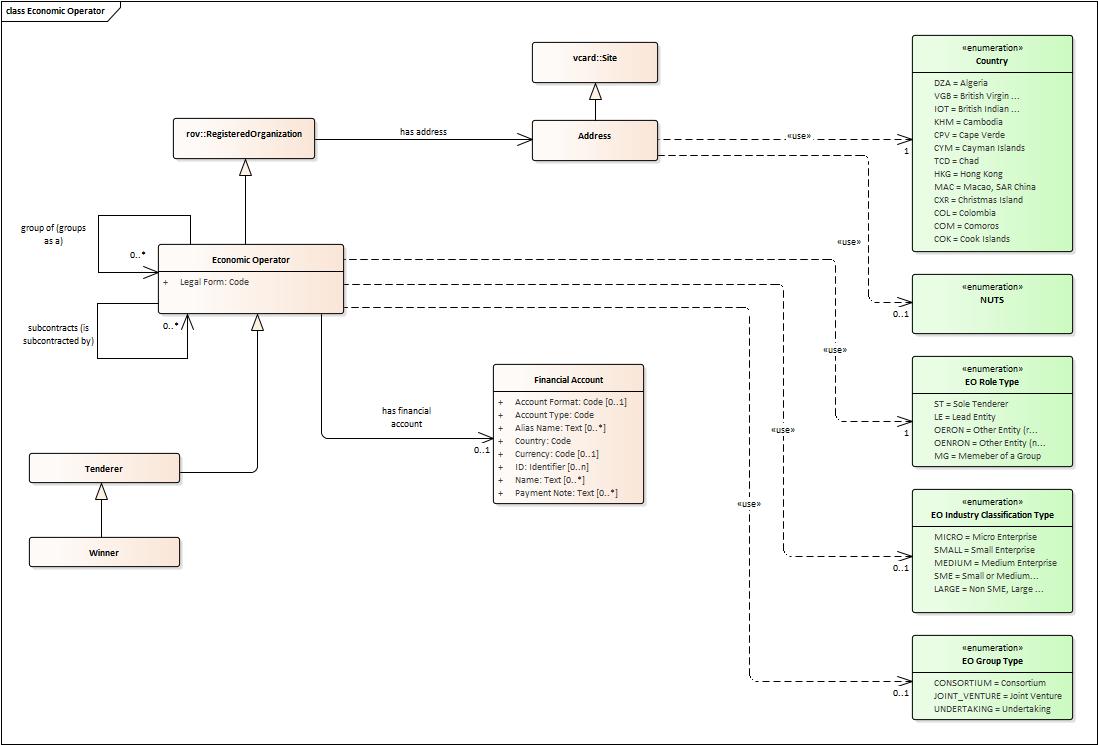 class Economic Operator
vcard::Site
rov::RegisteredOrganization
has address
Address
«use»
1
«enumeration»
Country
DZA = Algeria
VGB = British Virgin ...
IOT = British Indian ...
KHM = Cambodia
CPV = Cape Verde
CYM = Cayman Islands
TCD = Chad
HKG = Hong Kong
MAC = Macao, SAR China
CXR = Christmas Island
COL = Colombia
COM = Comoros
COK = Cook Islands
«use»
0..1
«enumeration»
NUTS
group of (groups
as a)
0..*
Economic Operator
+ Legal Form: Code
subcontracts (is
subcontracted by)
0..*
«use»
1
«enumeration»
EO Role Type
ST = Sole Tenderer
LE = Lead Entity
OERON = Other Entity (r...
OENRON = Other Entity (n...
MG = Memeber of a Group
has financial
account
0..1
Financial Account
+ Account Format: Code [0..1]
+ Account Type: Code
+ Alias Name: Text [0..*]
+ Country: Code
+ Currency: Code [0..1]
+ ID: Identifier [0..n]
+ Name: Text [0..*]
+ Payment Note: Text [0..*]
«use»
0..1
«enumeration»
EO Industry Classification Type
MICRO = Micro Enterprise
SMALL = Small Enterprise
MEDIUM = Medium Enterprise
SME = Small or Medium...
LARGE = Non SME, Large ...
Tenderer
Winner
«use»
0..1
«enumeration»
EO Group Type
CONSORTIUM = Consortium
JOINT_VENTURE = Joint Venture
UNDERTAKING = Undertaking